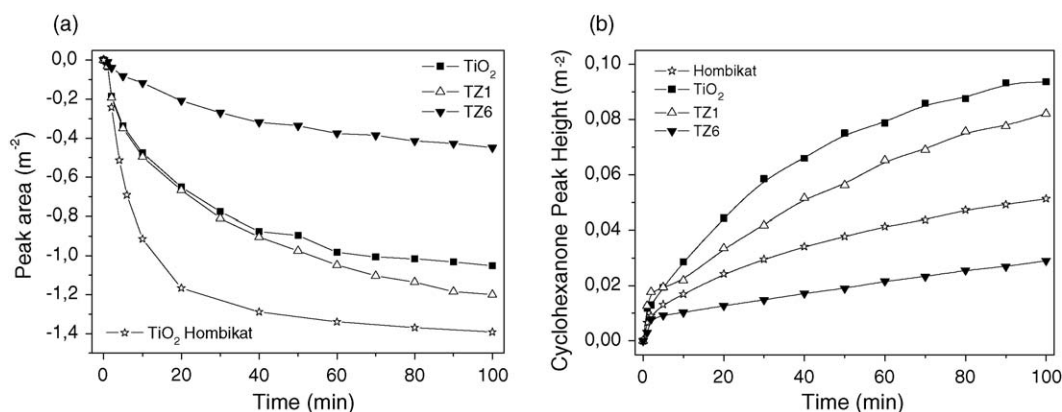 (a)
0,0
-0,2
-0,4
-0,6
-0,8
-1,0
-1,2
-1,4
Peak area (m⁻²)
TiO₂
TZ1
TZ6
TiO₂ Hombikat
0 20 40 60 80 100
Time (min)
(b)
0,10
0,08
0,06
0,04
0,02
0,00
Cyclohexanone Peak Height (m⁻²)
Hombikat
TiO₂
TZ1
TZ6
0 20 40 60 80 100
Time (min)